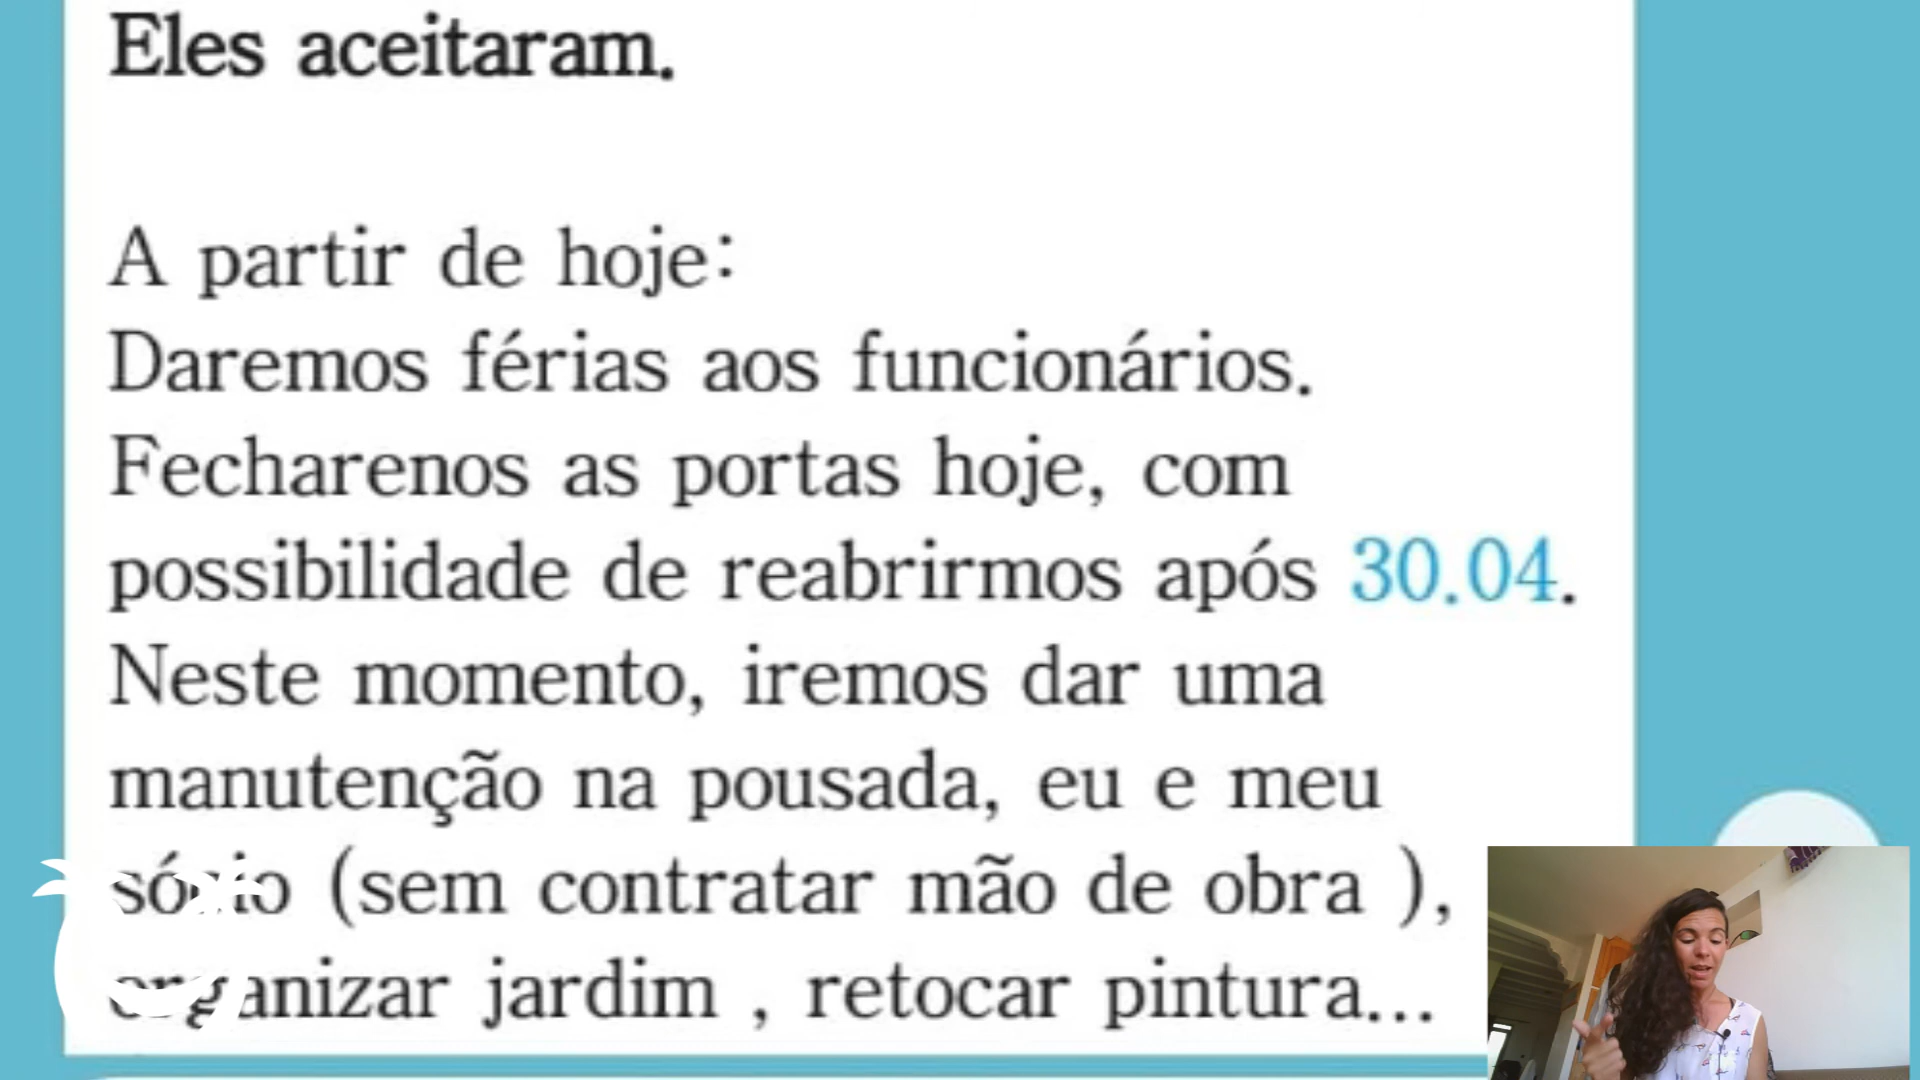 Eles aceitaram.
A partir de hoje:
Daremos férias aos funcionários.
Fecharenos as portas hoje, com
possibilidade de reabrirmos após 30.04.
Neste momento, iremos dar uma
manutenção na pousada, eu e meu
sócio (sem contratar mão de obra ),
organizar jardim , retocar pintura...